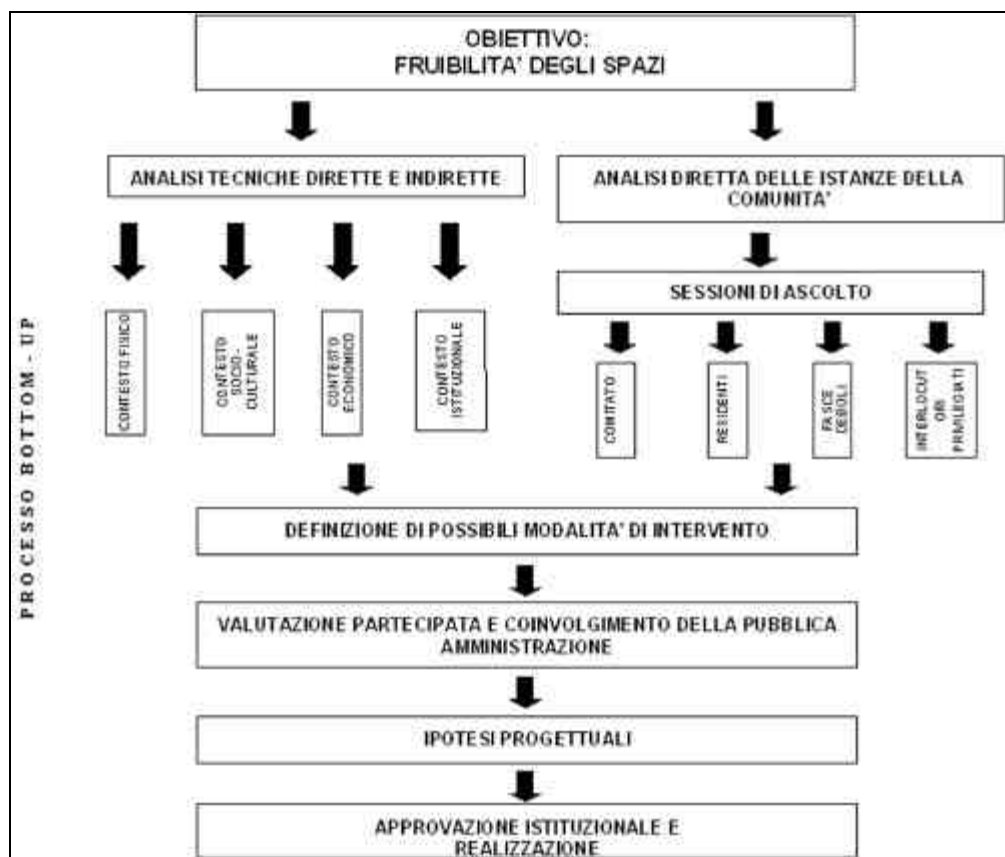 OBIETTIVO:
FRUIBILITA' DEGLI SPAZI
ANALISI TECNICHE DIRETTE E INDIRETTE
ANALISI DIRETTA DELLE ISTANZE DELLA
COMUNITA'
SESSIONI DI ASCOLTO
CONTESTO FISICO
CONTESTO
SOCIO-
CULTURALE
CONTESTO
ECONOMICO
CONTESTO
ISTITUZIONALE
COMITATO
RESIDENTI
FASCE
DEBOLI
INTERLOCUT
ORI
PRIVILEGIATI
PROCESSO BOTTOM - UP
DEFINIZIONE DI POSSIBILI MODALITA' DI INTERVENTO
VALUTAZIONE PARTECIPATA E COINVOLGIMENTO DELLA PUBBLICA
AMMINISTRAZIONE
IPOTESI PROGETTUALI
APPROVAZIONE ISTITUZIONALE E
REALIZZAZIONE